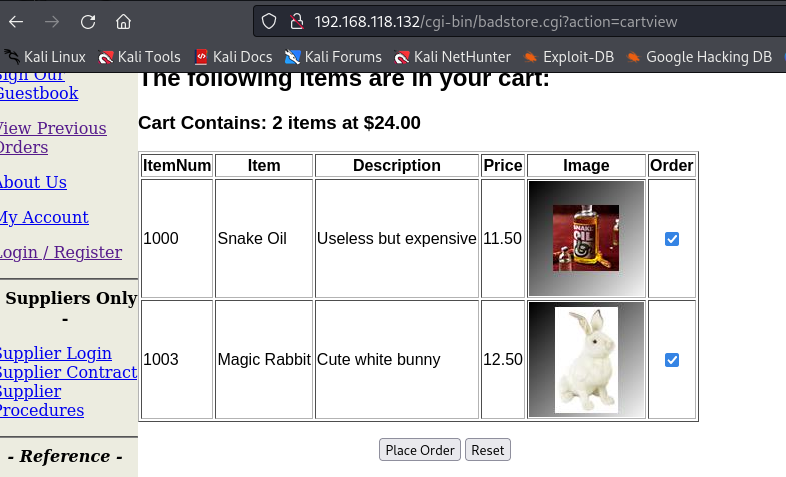 192.168.118.132/cgi-bin/badstore.cgi?action=cartview
Kali Linux Kali Tools Kali Docs Kali Forums Kali NetHunter Exploit-DB Google Hacking DB
Sign Our
Guestbook
View Previous
Orders
About Us
My Account
Login / Register
Suppliers Only
-
Supplier Login
Supplier Contract
Supplier
Procedures
- Reference -
The following items are in your cart:
Cart Contains: 2 items at $24.00
ItemNum Item Description Price Image Order
1000 Snake Oil Useless but expensive 11.50
SNAKE
OIL
1003 Magic Rabbit Cute white bunny 12.50
Place Order Reset